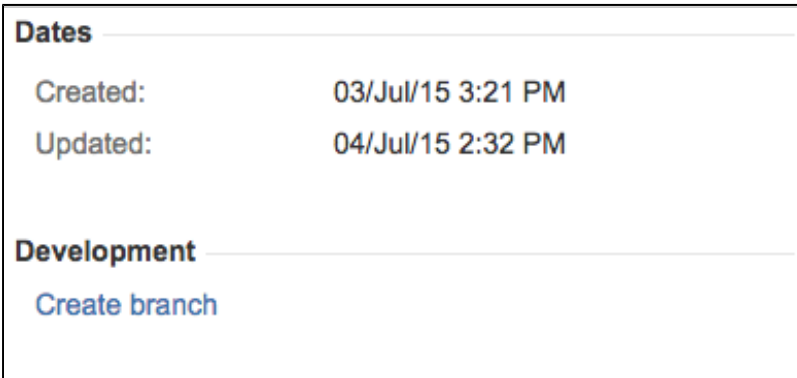 Dates
Created: 03/Jul/15 3:21 PM
Updated: 04/Jul/15 2:32 PM
Development
Create branch